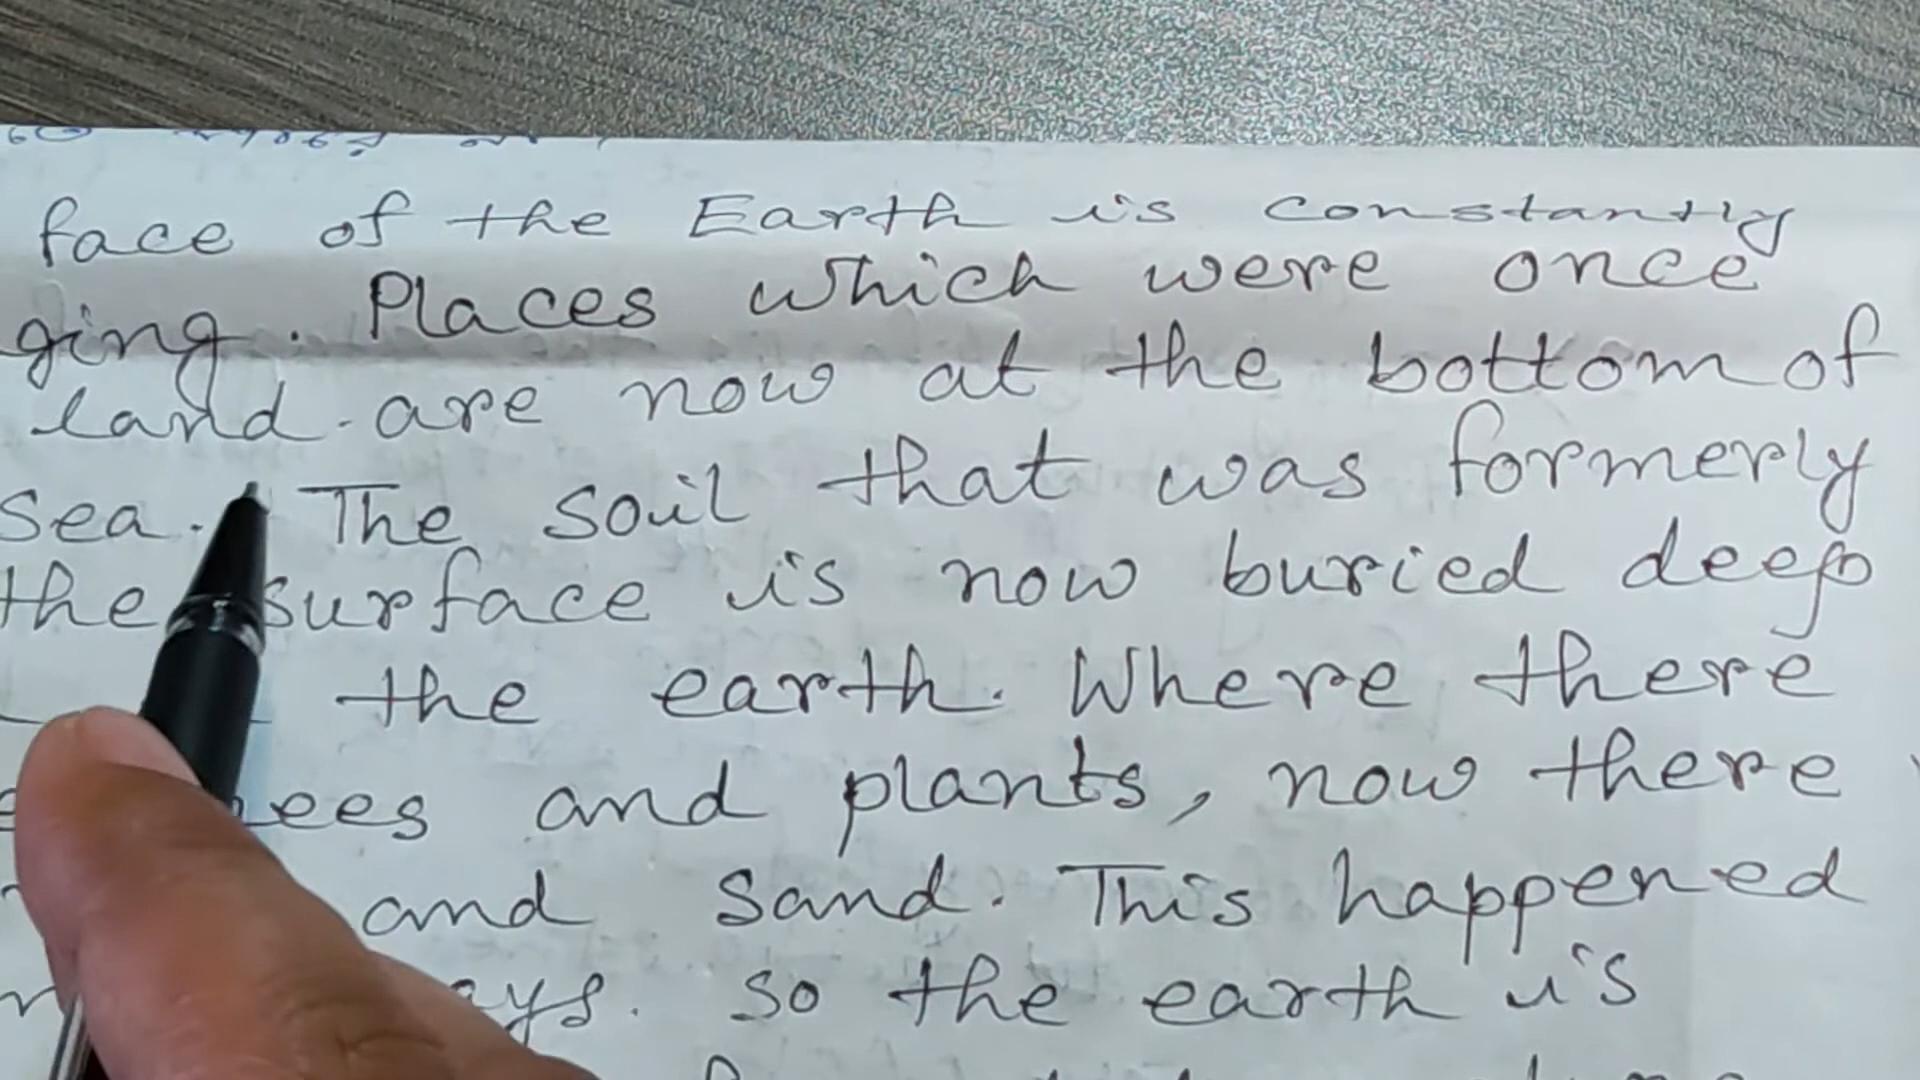 face of the Earth is constantly
ging. Places which were once
land. are now at the bottom of
sea. The soil that was formerly
the surface is now buried deep
the earth. Where there
and plants, now there
and sand. This happened
So the earth is